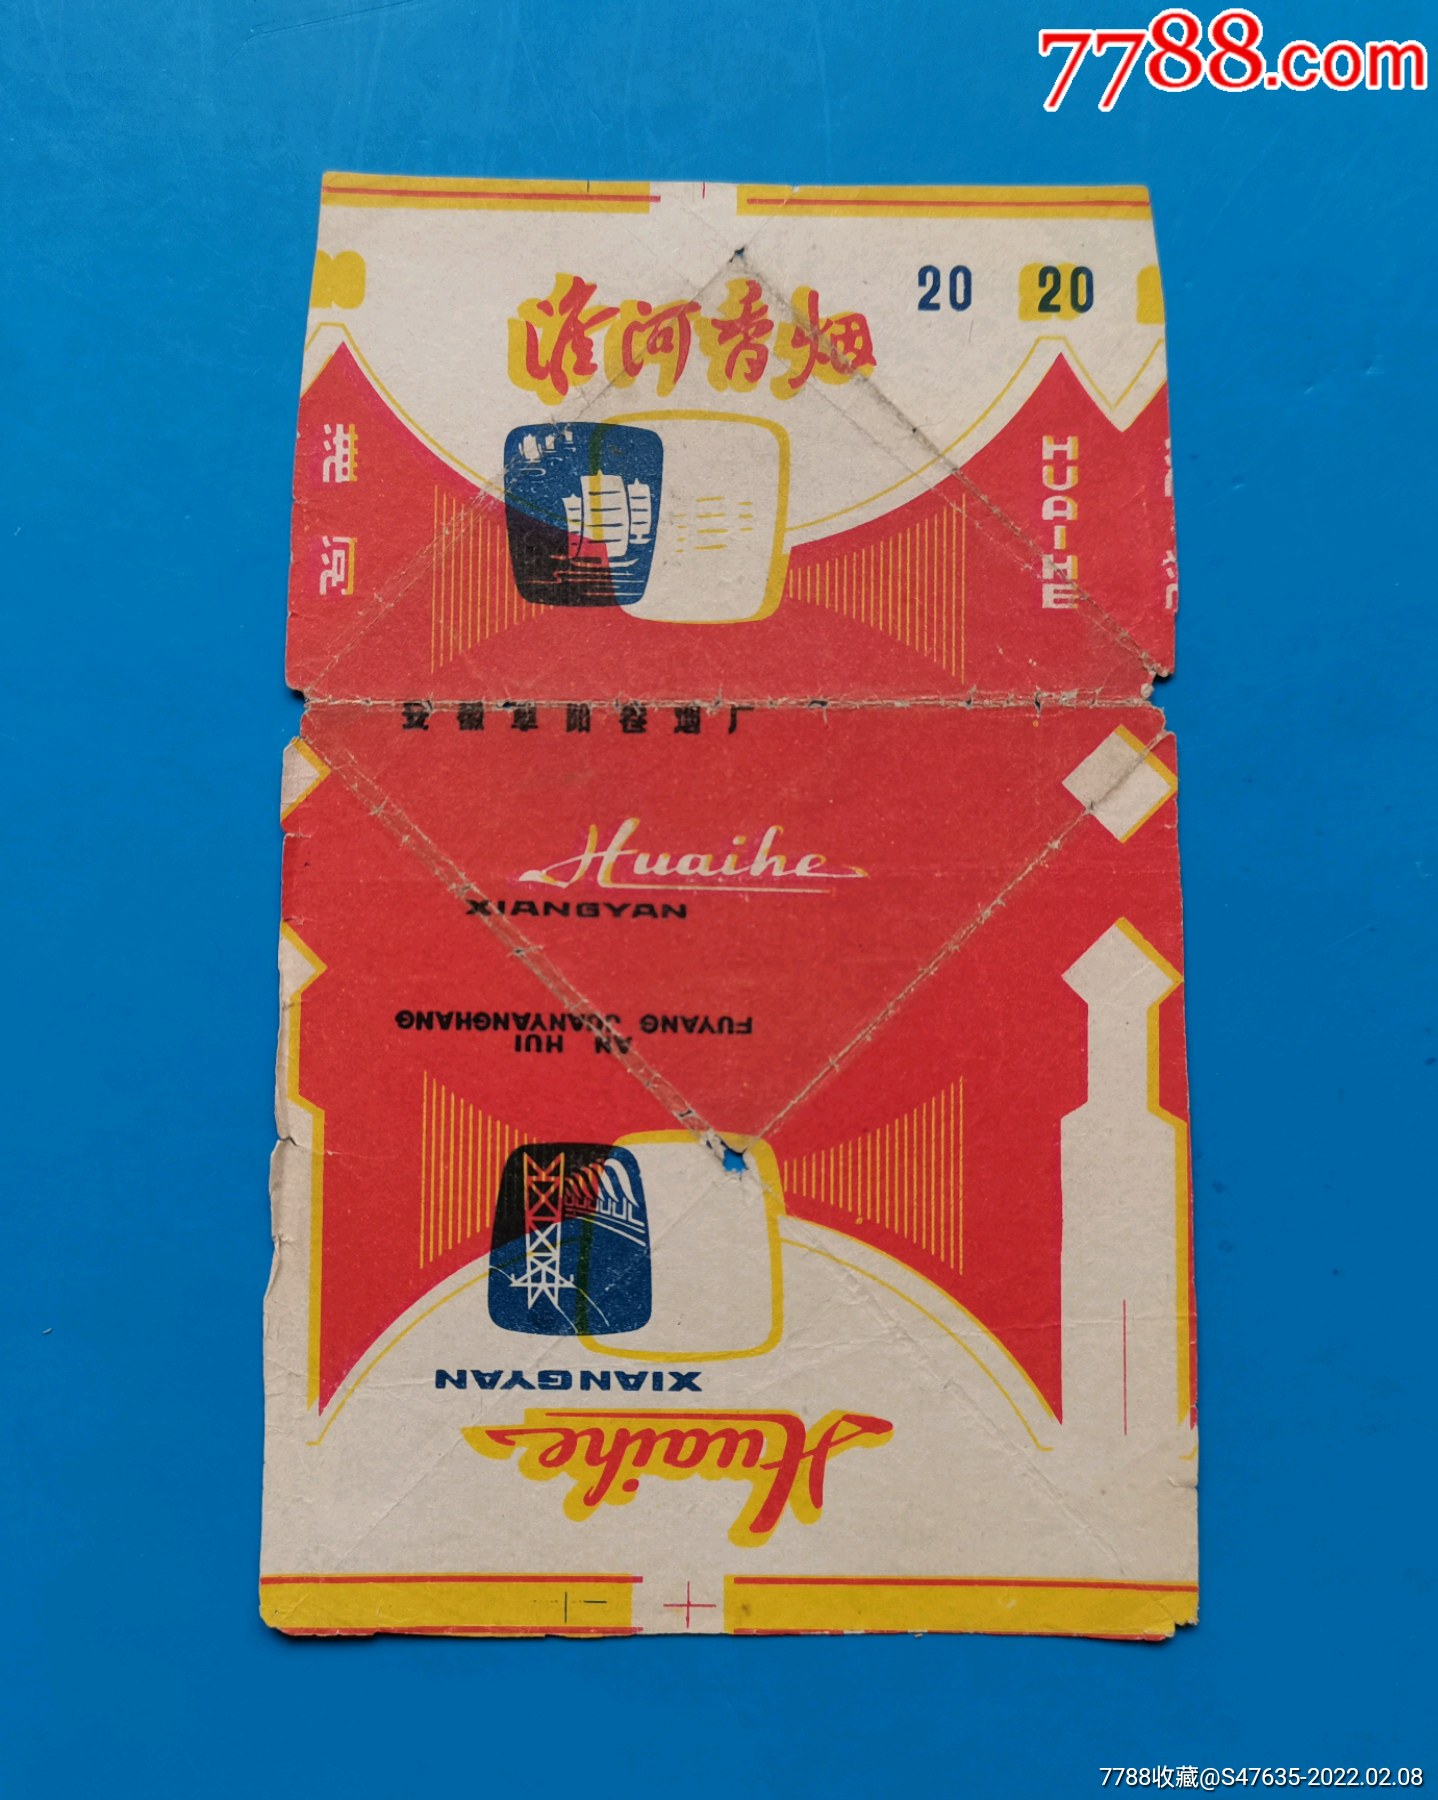 7788.com
20 20
淮河香烟
淮河
HUAIHE
安徽阜阳卷烟厂
Huaihe
XIANGYAN
FUYANG JUANYANGHANG
AN HUI
XIANGYAN
Huaihe
7788收藏@S47635-2022.02.08